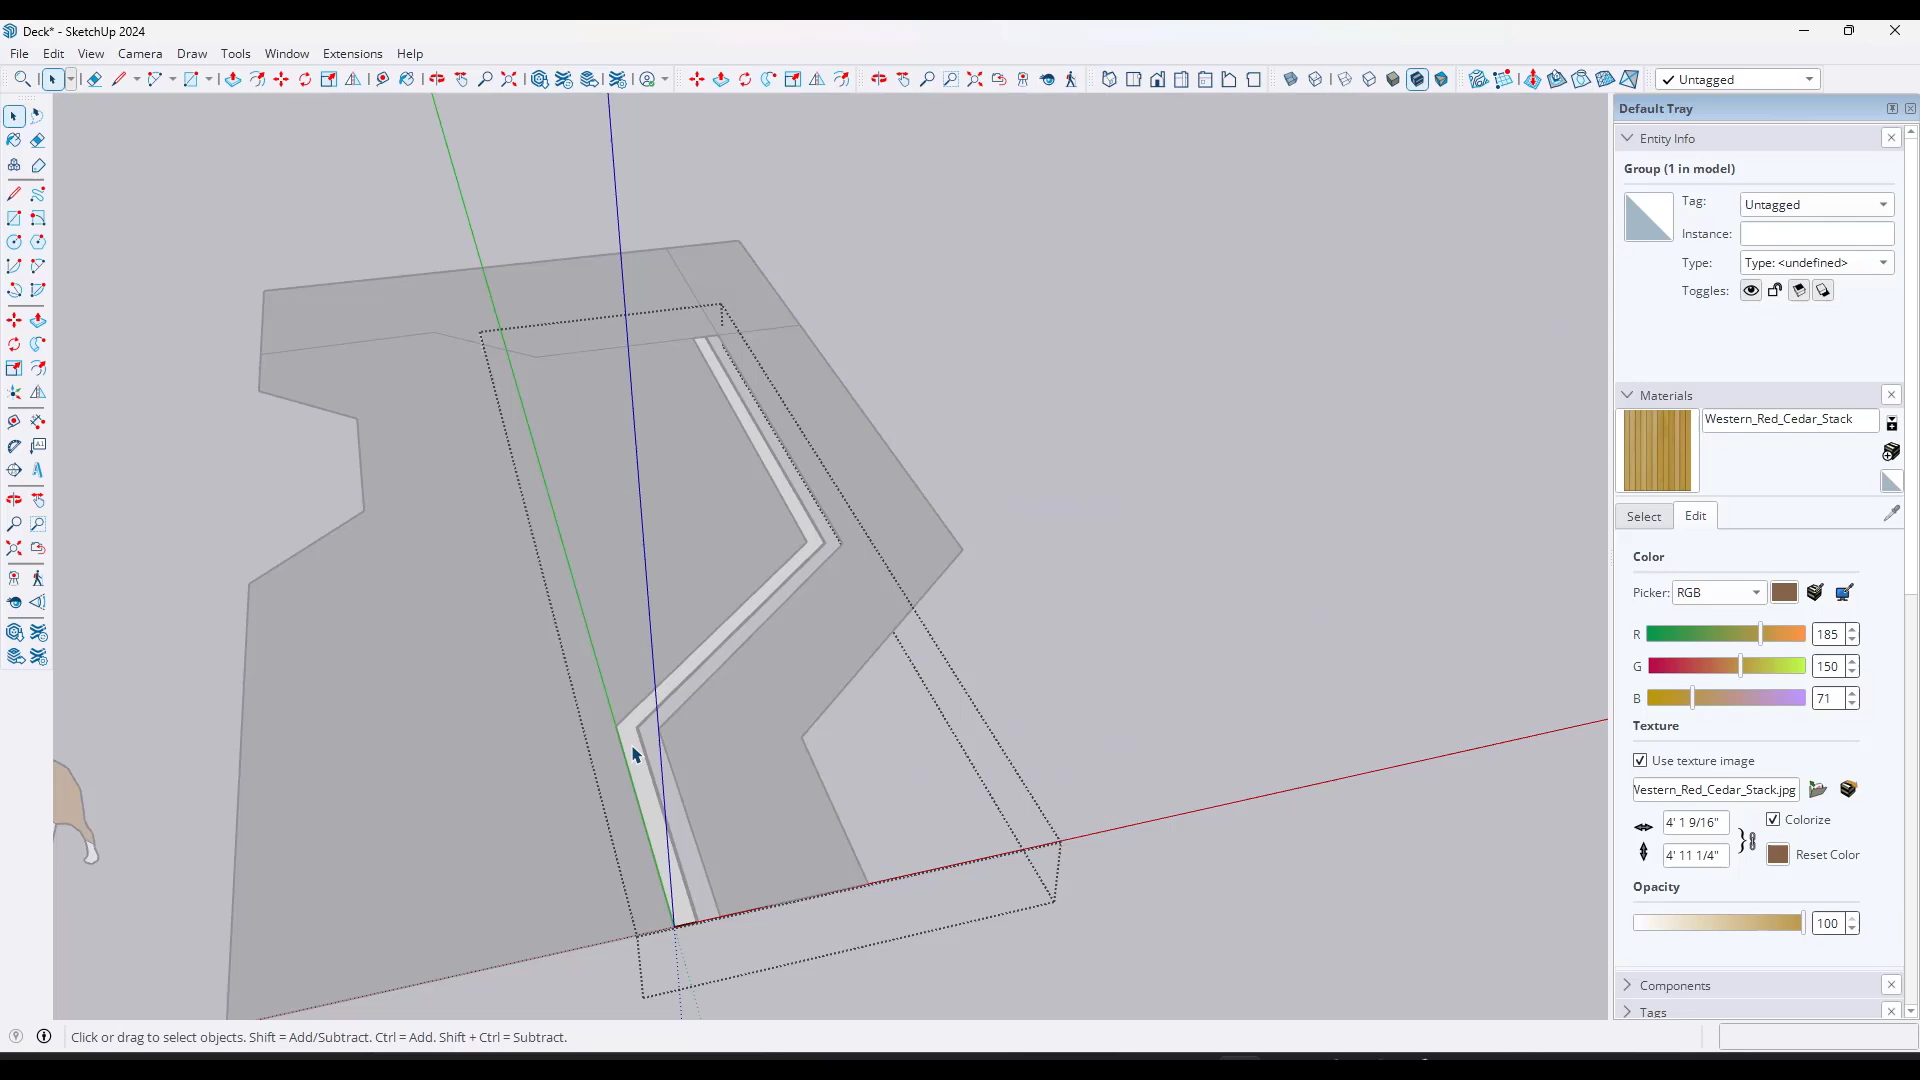 Deck* - SketchUp 2024
File Edit View Camera Draw Tools Window Extensions Help
Untagged
Default Tray
Entity Info
Group (1 in model)
Tag: Untagged
Instance:
Type: Type: <undefined>
Toggles:
Materials
Western_Red_Cedar_Stack
Select Edit
Color
Picker: RGB
R 185
G 150
B 71
Texture
Use texture image
Western_Red_Cedar_Stack.jpg
4' 1 9/16"
Colorize
4' 11 1/4"
Reset Color
Opacity
100
Components
Tags
Click or drag to select objects. Shift = Add/Subtract. Ctrl = Add. Shift + Ctrl = Subtract.